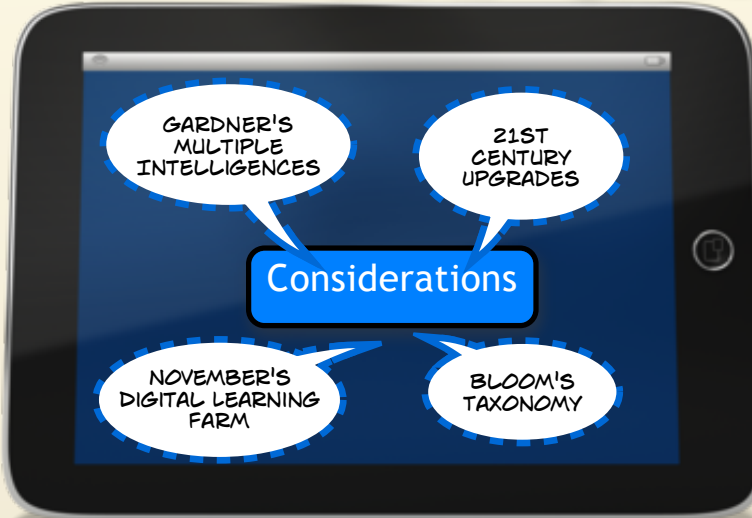 GARDNER'S
MULTIPLE
INTELLIGENCES
21ST
CENTURY
UPGRADES
Considerations
NOVEMBER'S
DIGITAL LEARNING
FARM
BLOOM'S
TAXONOMY